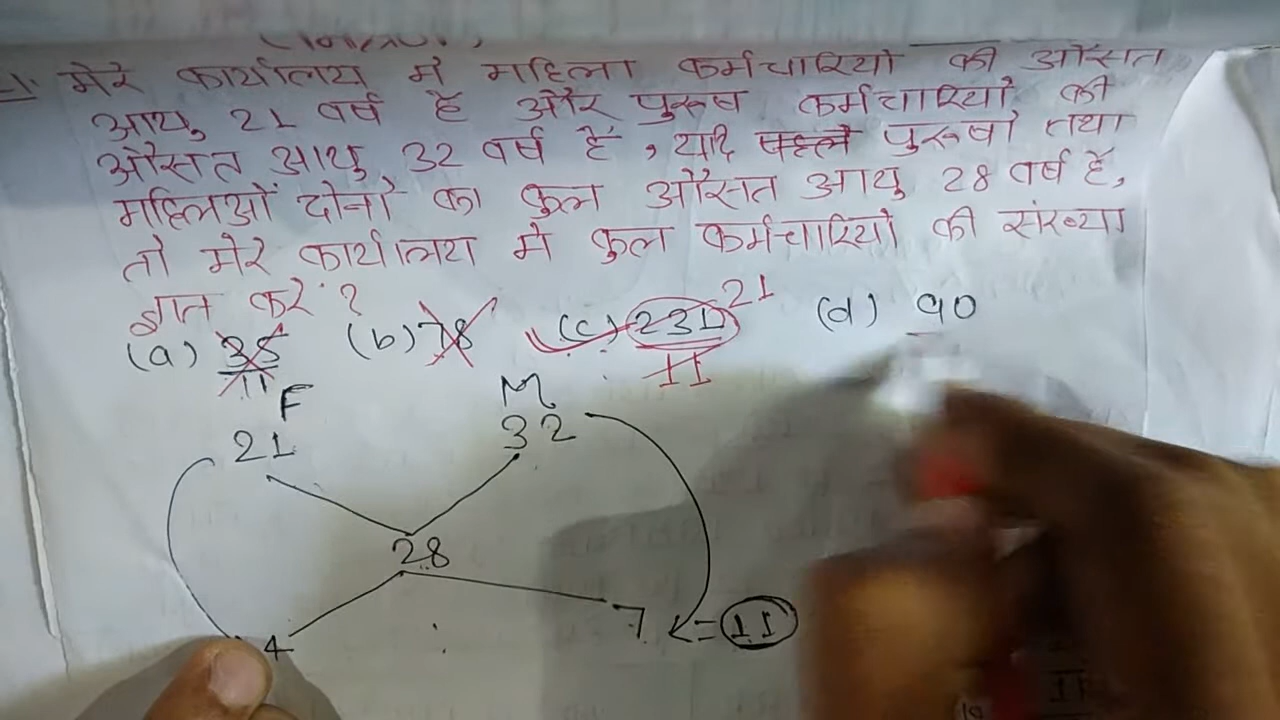 मेरे कार्यालय में महिला कर्मचारियों की औसत
आयु 21 वर्ष है और पुरूष कर्मचारियों की
औसत आयु 32 वर्ष है, यदि पुरूषों तथा
महिलओं दोनों का कुल औसत आयु 28 वर्ष है,
तो मेरे कार्यालय में कुल कर्मचारियों की संख्या
ज्ञात करें ?
(a) 35/11 (b) 78 (c) 231/11 21 (d) 90
F M
21 32
28
4 7 = 11
11